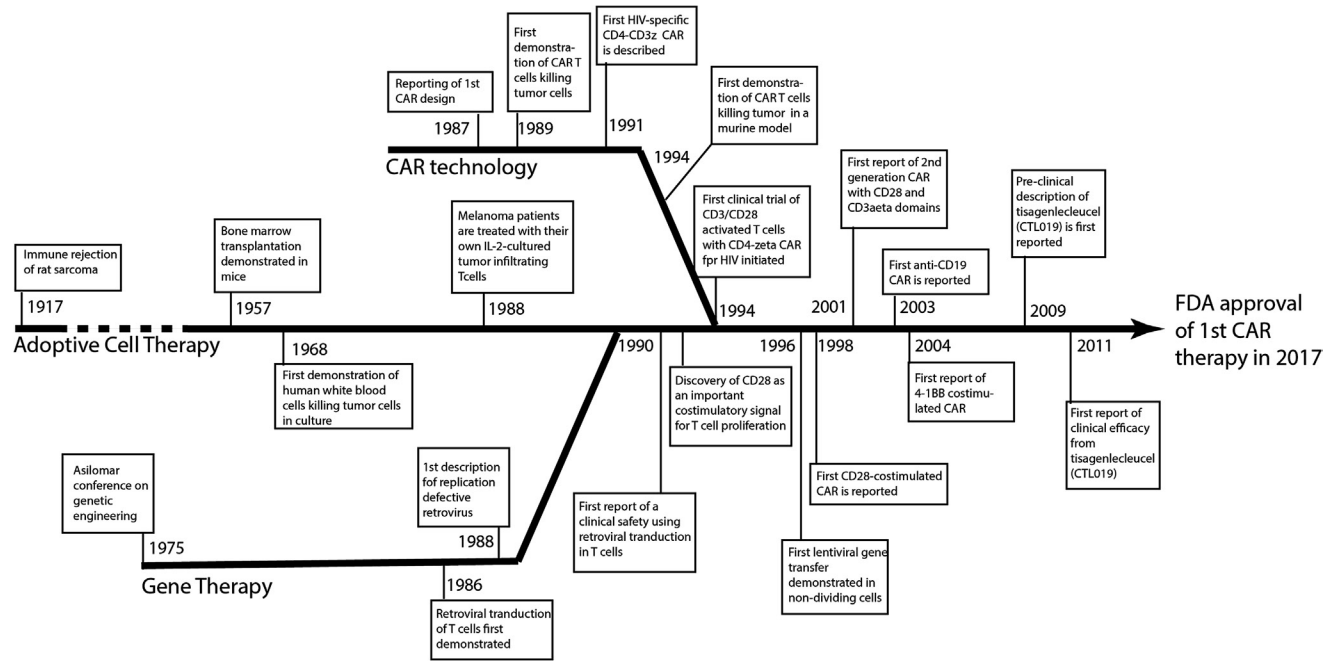 Reporting of 1st
CAR design
1987
First
demonstra-
tion of CAR T
cells killing
tumor cells
1989
First HIV-specific
CD4-CD3z CAR
is described
1991
First demonstra-
tion of CAR T cells
killing tumor in a
murine model
1994
CAR technology
Immune rejection
of rat sarcoma
1917
Bone marrow
transplantation
demonstrated in
mice
1957
Melanoma patients
are treated with their
own IL-2-cultured
tumor infiltrating
Tcells
1988
First clinical trial of
CD3/CD28
activated T cells
with CD4-zeta CAR
fpr HIV initiated
1994
First report of 2nd
generation CAR
with CD28 and
CD3aeta domains
2001
First anti-CD19
CAR is reported
2003
Pre-clinical
description of
tisagenlecleucel
(CTL019) is first
reported
2009
FDA approval
of 1st CAR
therapy in 2017
Adoptive Cell Therapy
1968
First demonstration of
human white blood
cells killing tumor cells
in culture
1990
Discovery of CD28 as
an important
costimulatory signal
for T cell proliferation
1996
1998
2004
First report of
4-1BB costimu-
lated CAR
2011
First report of
clinical efficacy
from
tisagenlecleucel
(CTL019)
First CD28-costimulated
CAR is reported
First report of a
clinical safety using
retroviral tranduction
in T cells
First lentiviral gene
transfer
demonstrated in
non-dividing cells
Asilomar
conference on
genetic
engineering
1975
1st description
for replication
defective
retrovirus
1988
Gene Therapy
1986
Retroviral tranduction
of T cells first
demonstrated